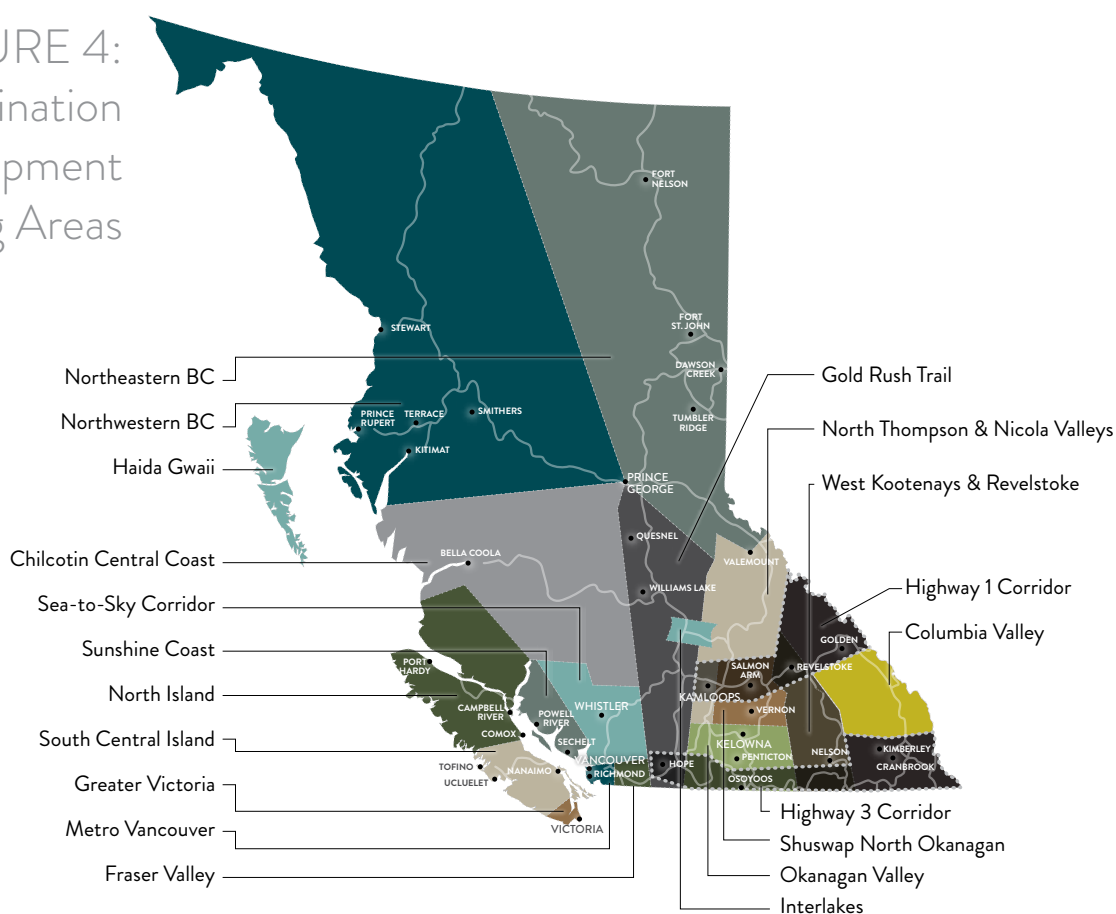 URE 4:
ination
pment
g Areas
FORT
NELSON
FORT
ST. JOHN
STEWART
DAWSON
CREEK
Northeastern BC
Gold Rush Trail
Northwestern BC
PRINCE
RUPERT
TERRACE
SMITHERS
TUMBLER
RIDGE
North Thompson & Nicola Valleys
KITIMAT
Haida Gwaii
PRINCE
GEORGE
West Kootenays & Revelstoke
QUESNEL
Chilcotin Central Coast
BELLA COOLA
VALEMOUNT
WILLIAMS LAKE
Highway 1 Corridor
Sea-to-Sky Corridor
Columbia Valley
GOLDEN
Sunshine Coast
PORT
HARDY
SALMON
ARM
REVELSTOKE
North Island
KAMLOOPS
CAMPBELL
RIVER
WHISTLER
VERNON
POWELL
RIVER
COMOX
South Central Island
SECHELT
KELOWNA
KIMBERLEY
NELSON
PENTICTON
CRANBROOK
TOFINO
NANAIMO
VANCOUVER
RICHMOND
HOPE
UCLUELET
OSOYOOS
Greater Victoria
Highway 3 Corridor
Metro Vancouver
VICTORIA
Shuswap North Okanagan
Fraser Valley
Okanagan Valley
Interlakes